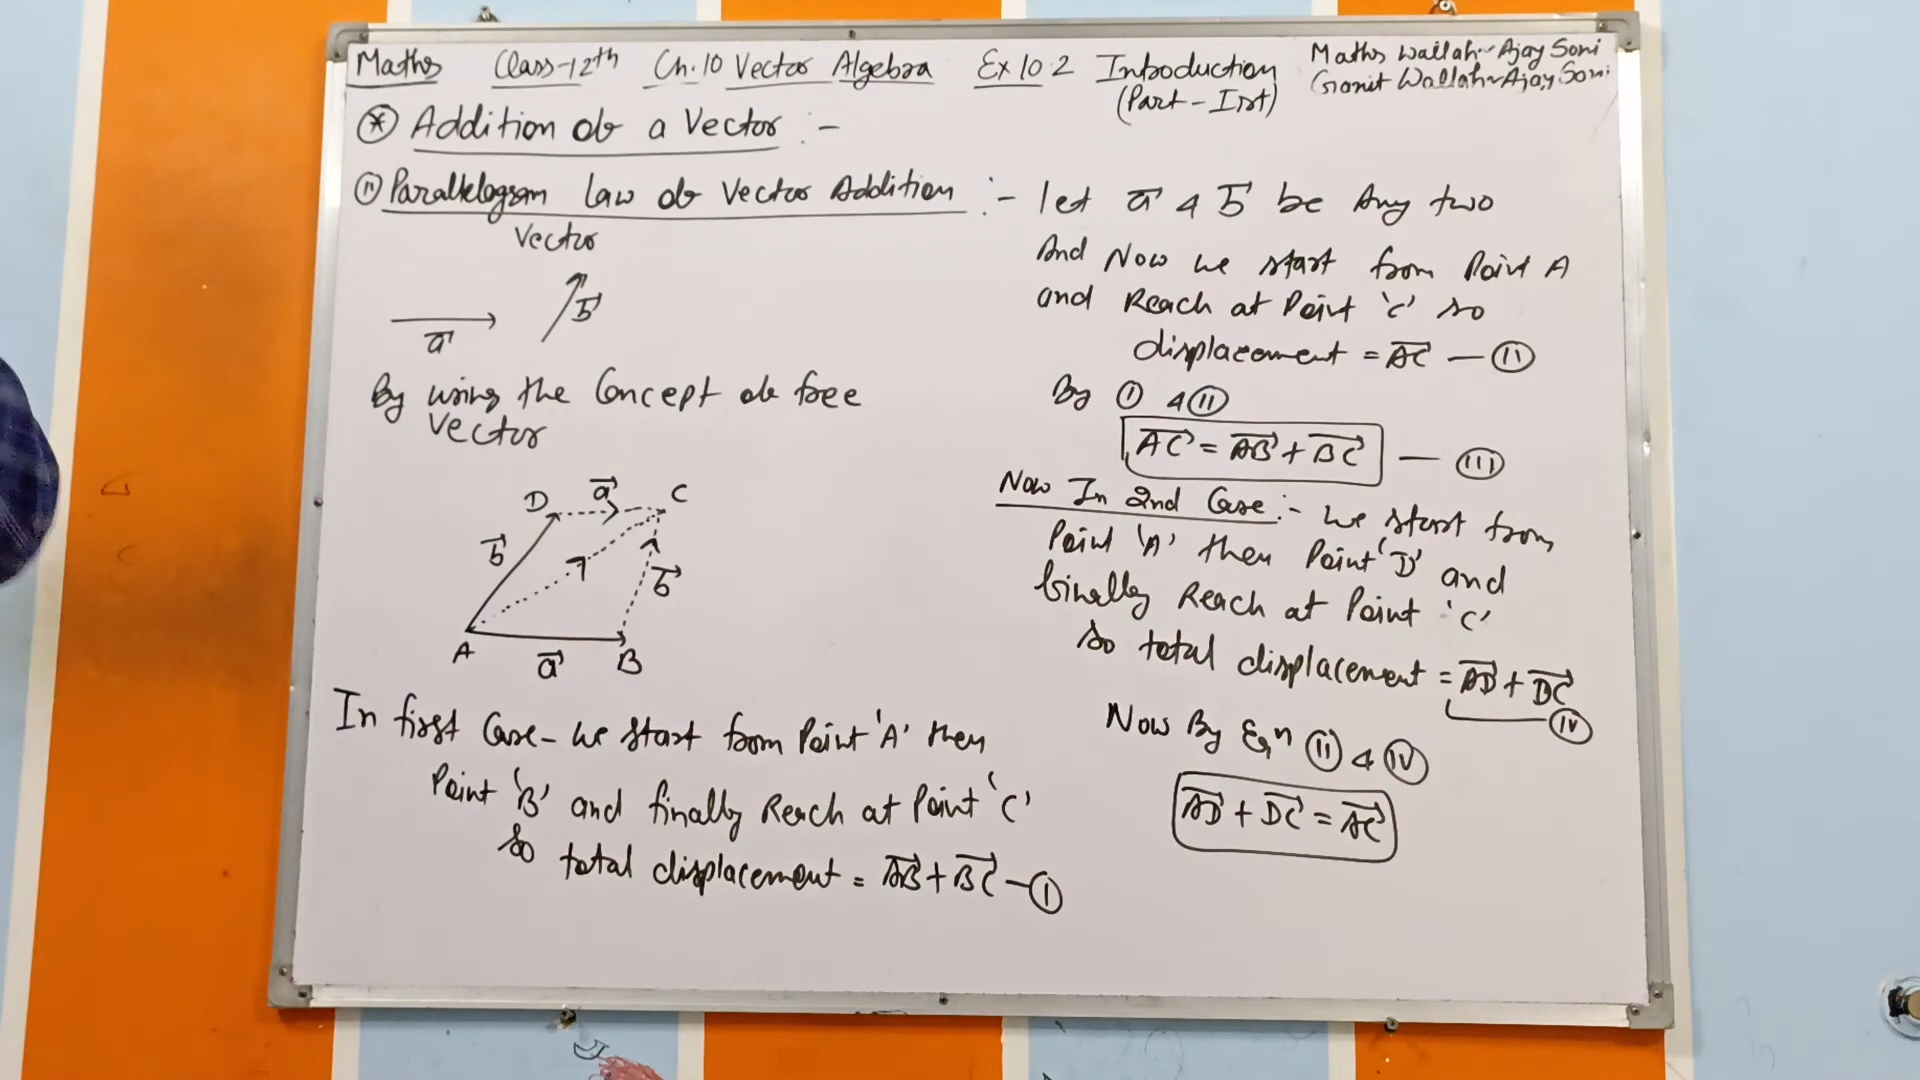 Maths Class-12th Ch.10 Vector Algebra Ex 10.2 Introduction (Part-Ist)
Maths Wallah-Ajay Soni
Ganit Wallah-Ajay Soni
* Addition of a Vector :-
(ii) Parallelogram law of Vector Addition :- let a⃗ & b⃗ be Any two
Vector
a⃗
b⃗
By using the Concept of free
Vector
D a⃗ C
b⃗
b⃗
A a⃗ B
In first Case - We start from Point 'A' then
Point 'B' and finally Reach at Point 'C'
So total displacement = AB⃗ + BC⃗ - (i)
And Now we start from Point A
and Reach at Point 'C' so
displacement = AC⃗ — (ii)
By (i) & (ii)
AC⃗ = AB⃗ + BC⃗ — (iii)
Now In 2nd Case :- We start from
Point 'A' then Point 'D' and
finally Reach at Point 'C'
So total displacement = AD⃗ + DC⃗
(iv)
Now By Eqn (ii) & (iv)
AD⃗ + DC⃗ = AC⃗